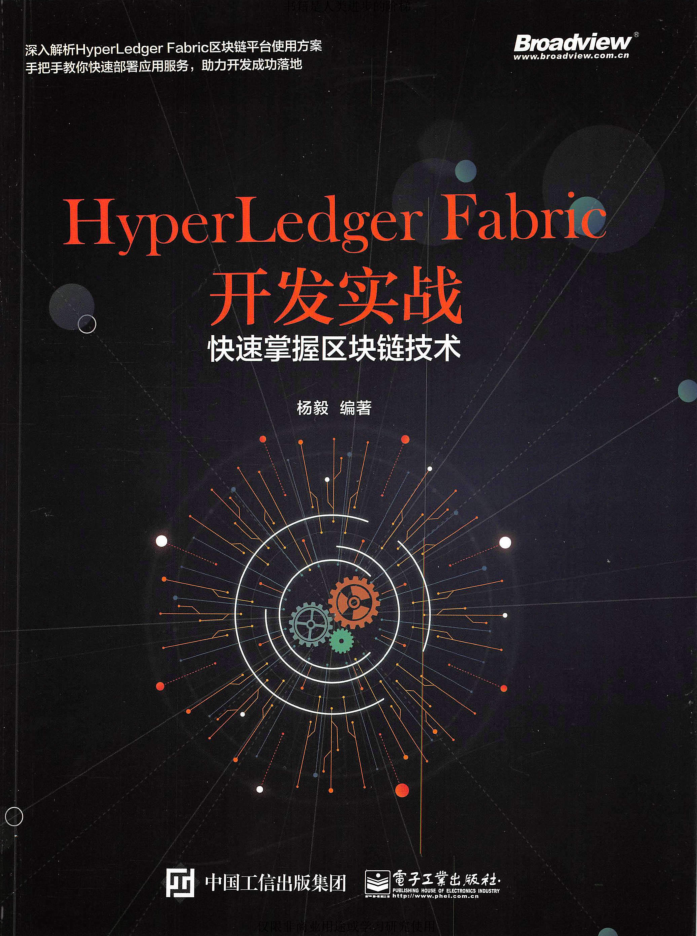 深入解析HyperLedger Fabric区块链平台使用方案
手把手教你快速部署应用服务，助力开发成功落地
Broadview®
www.broadview.com.cn
HyperLedger Fabric
开发实战
快速掌握区块链技术
杨毅 编著
中国工信出版集团
電子工業出版社·
PUBLISHING HOUSE OF ELECTRONICS INDUSTRY
http://www.phei.com.cn